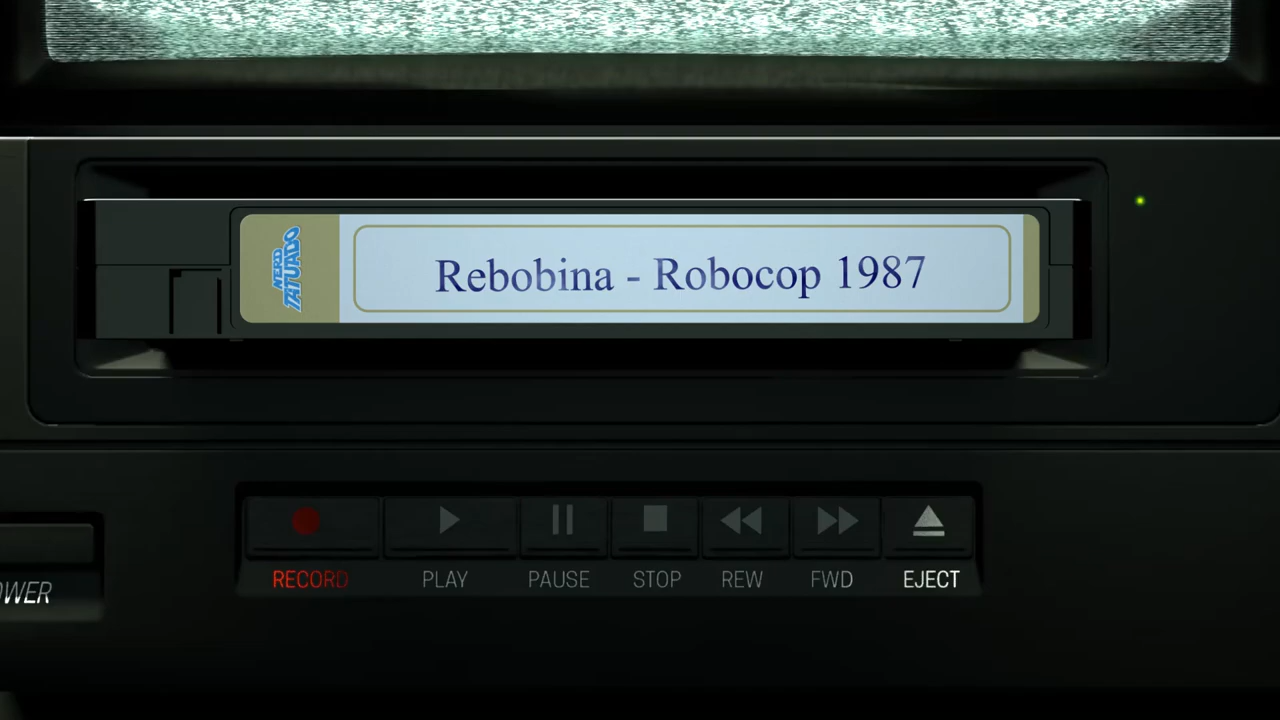 NERD
TATUADO
Rebobina - Robocop 1987
RECORD
PLAY
PAUSE
STOP
REW
FWD
EJECT
OWER